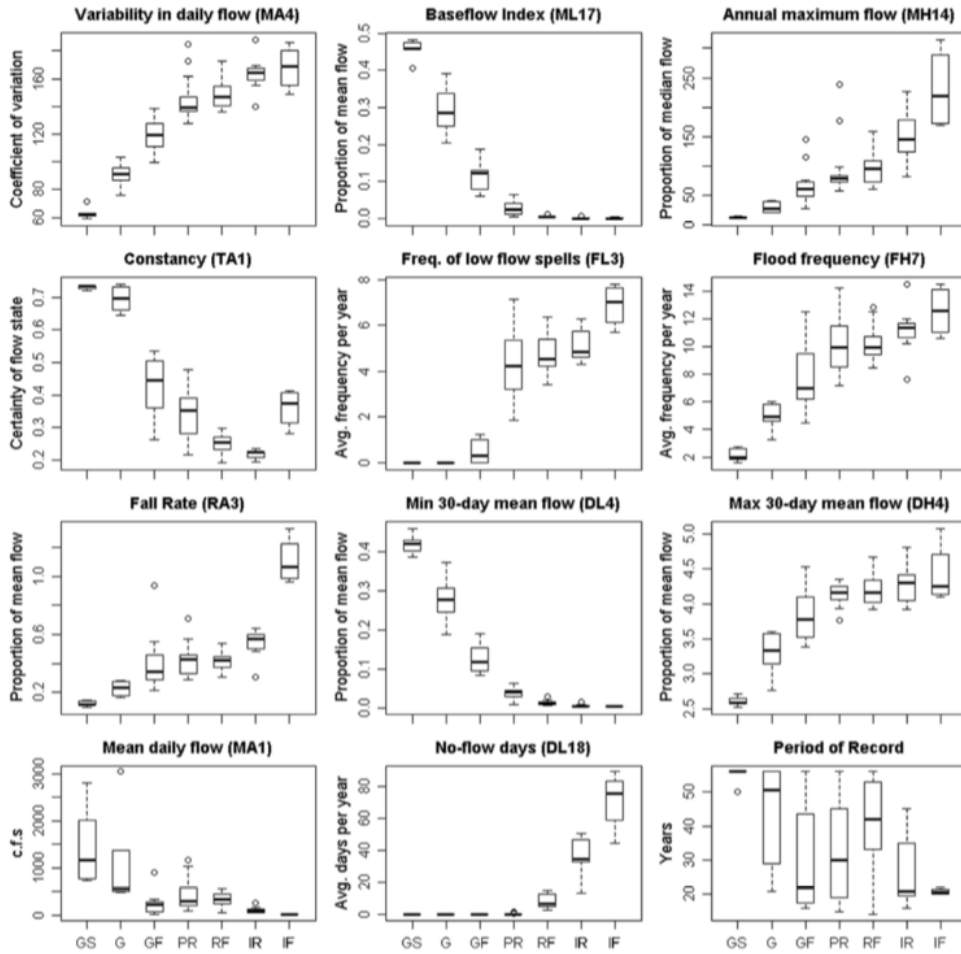 Variability in daily flow (MA4)
Coefficient of variation
60 80 120 160
Baseflow Index (ML17)
Proportion of mean flow
0.0 0.1 0.2 0.3 0.4 0.5
Annual maximum flow (MH14)
Proportion of median flow
0 50 150 250
Constancy (TA1)
Certainty of flow state
0.2 0.3 0.4 0.5 0.6 0.7
Freq. of low flow spells (FL3)
Avg. frequency per year
0 2 4 6 8
Flood frequency (FH7)
Avg. frequency per year
2 4 6 8 10 12 14
Fall Rate (RA3)
Proportion of mean flow
0.2 0.6 1.0
Min 30-day mean flow (DL4)
Proportion of mean flow
0.0 0.1 0.2 0.3 0.4
Max 30-day mean flow (DH4)
Proportion of mean flow
2.5 3.0 3.5 4.0 4.5 5.0
Mean daily flow (MA1)
c.f.s
0 1000 2000 3000
GS G GF PR RF IR IF
No-flow days (DL18)
Avg. days per year
0 20 40 60 80
GS G GF PR RF IR IF
Period of Record
Years
20 30 40 50
GS G GF PR RF IR IF